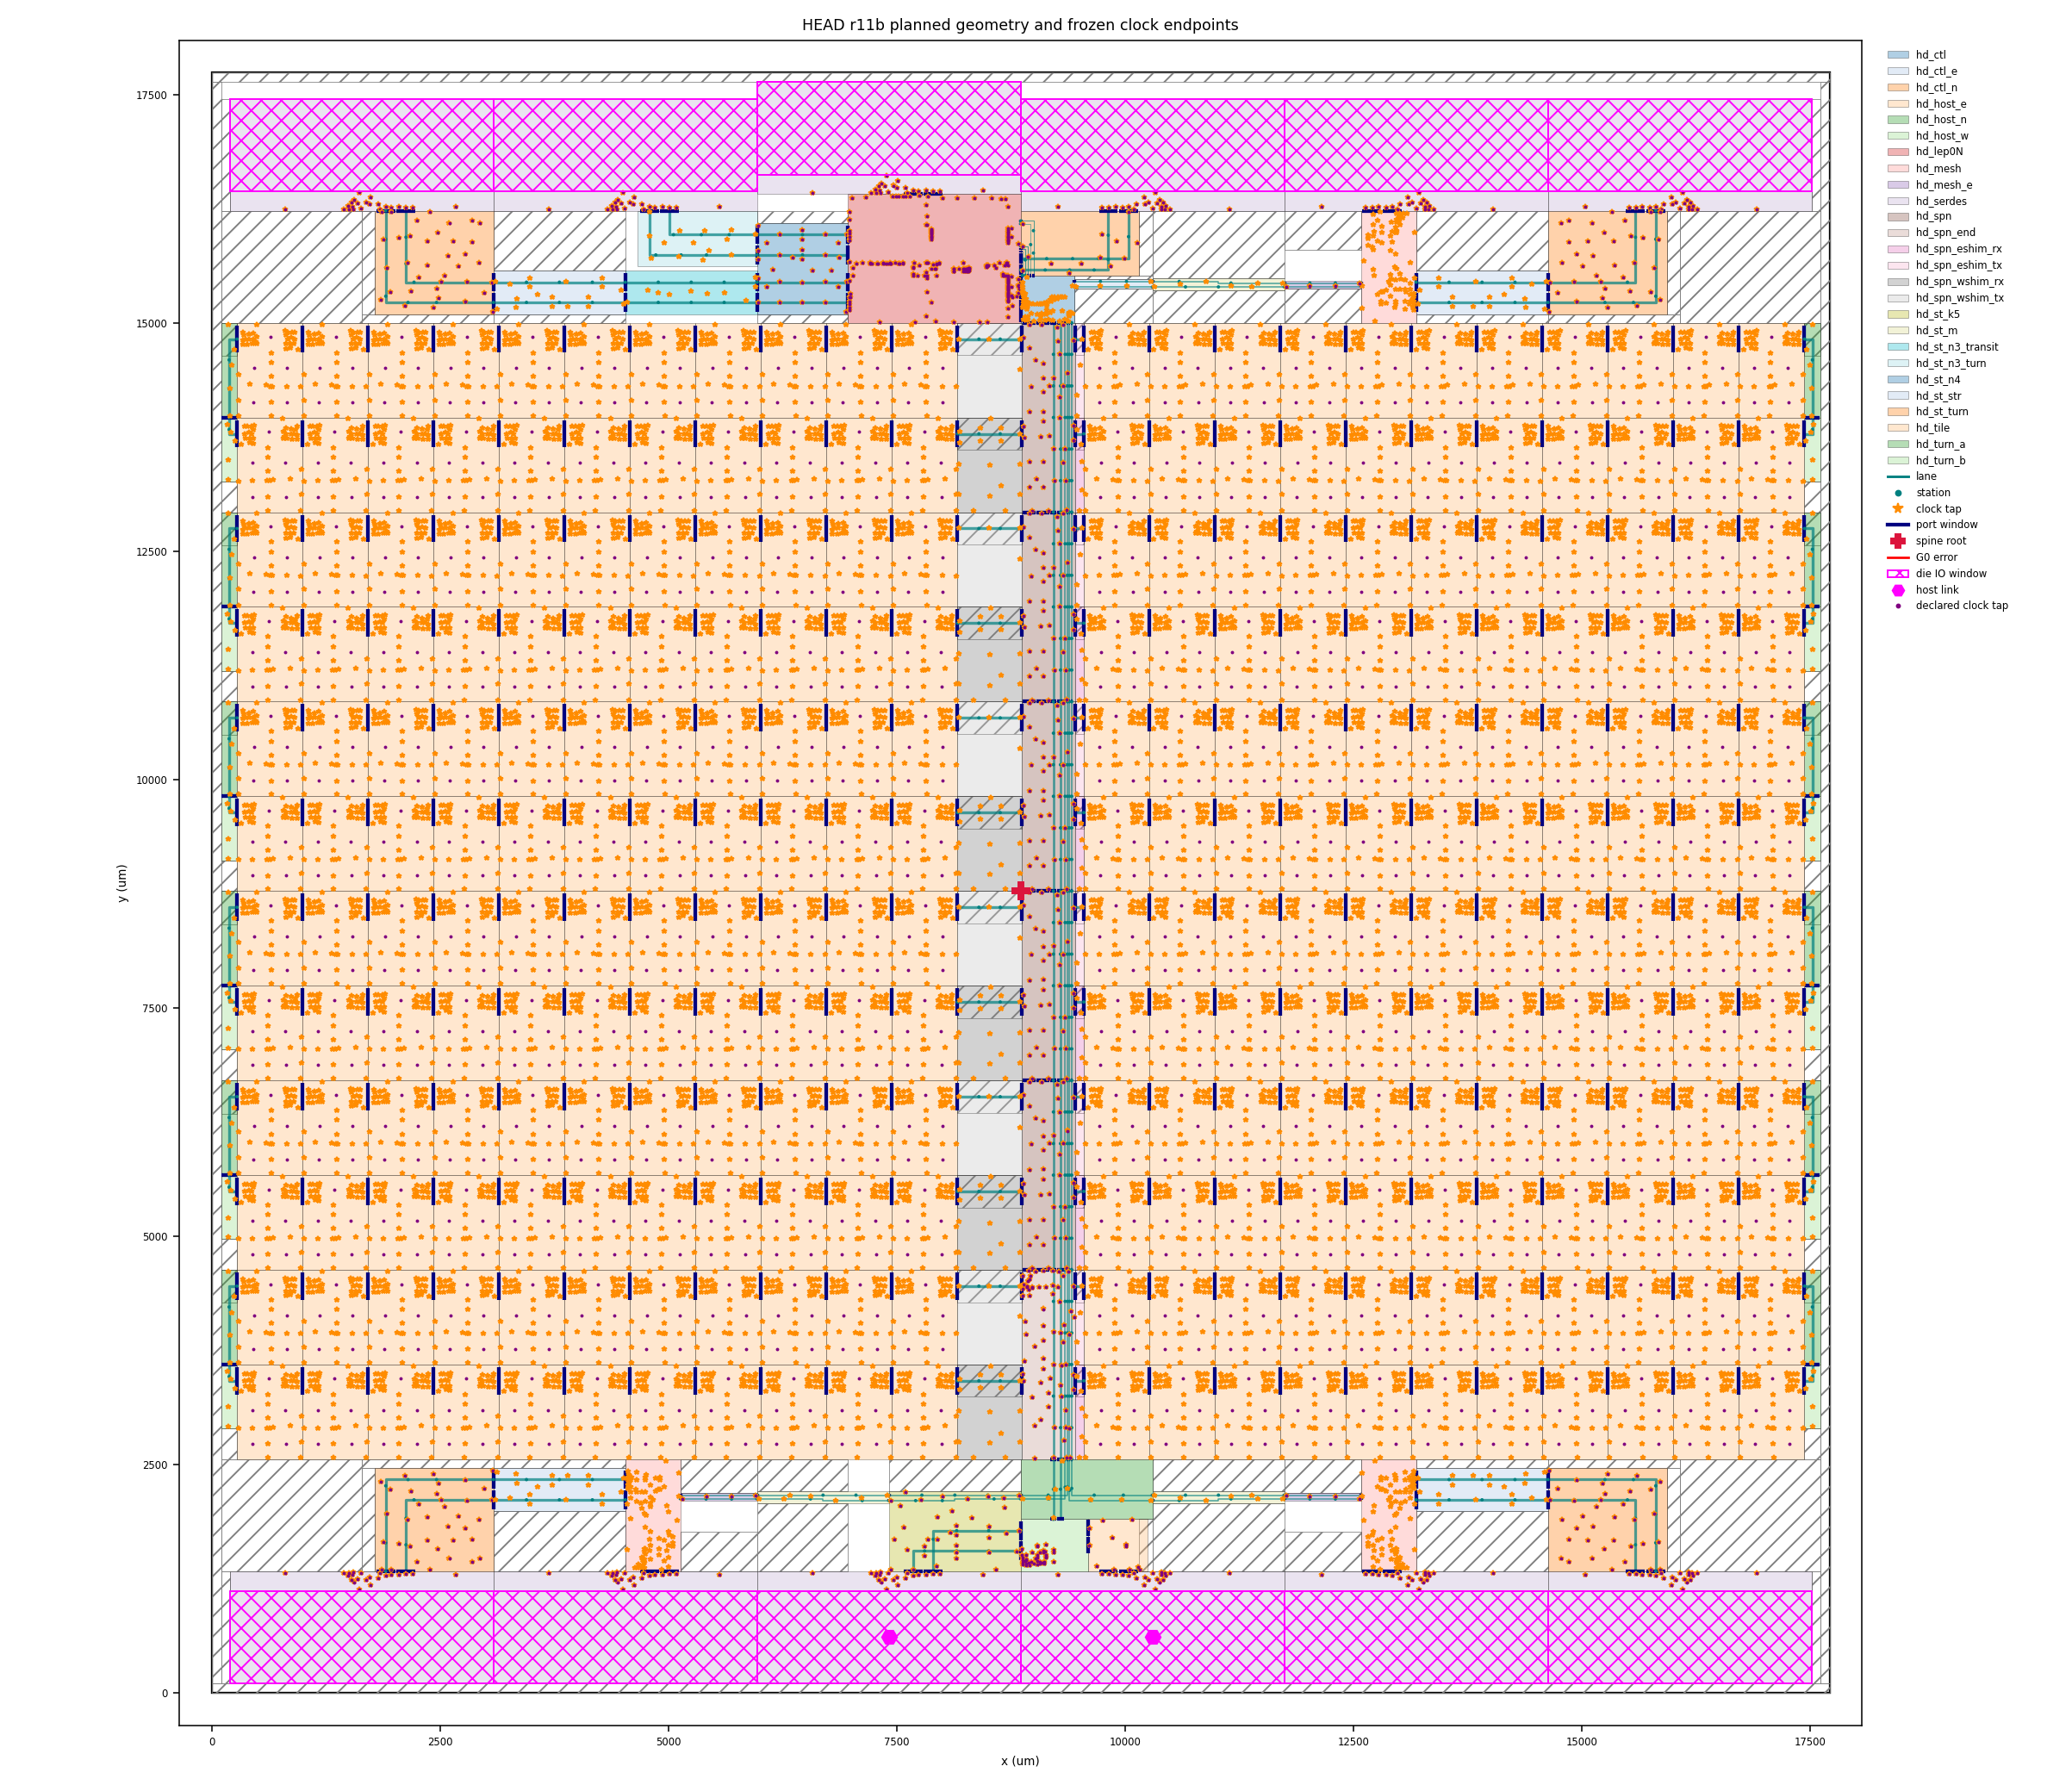 HEAD r11b planned geometry and frozen clock endpoints
hd_ctl
hd_ctl_e
hd_ctl_n
hd_host_e
hd_host_n
hd_host_w
hd_lep0N
hd_mesh
hd_mesh_e
hd_serdes
hd_spn
hd_spn_end
hd_spn_eshim_rx
hd_spn_eshim_tx
hd_spn_wshim_rx
hd_spn_wshim_tx
hd_st_k5
hd_st_m
hd_st_n3_transit
hd_st_n3_turn
hd_st_n4
hd_st_str
hd_st_turn
hd_tile
hd_turn_a
hd_turn_b
lane
station
clock tap
port window
spine root
G0 error
die IO window
host link
declared clock tap
17500
15000
12500
10000
7500
5000
2500
0
y (um)
0 2500 5000 7500 10000 12500 15000 17500
x (um)